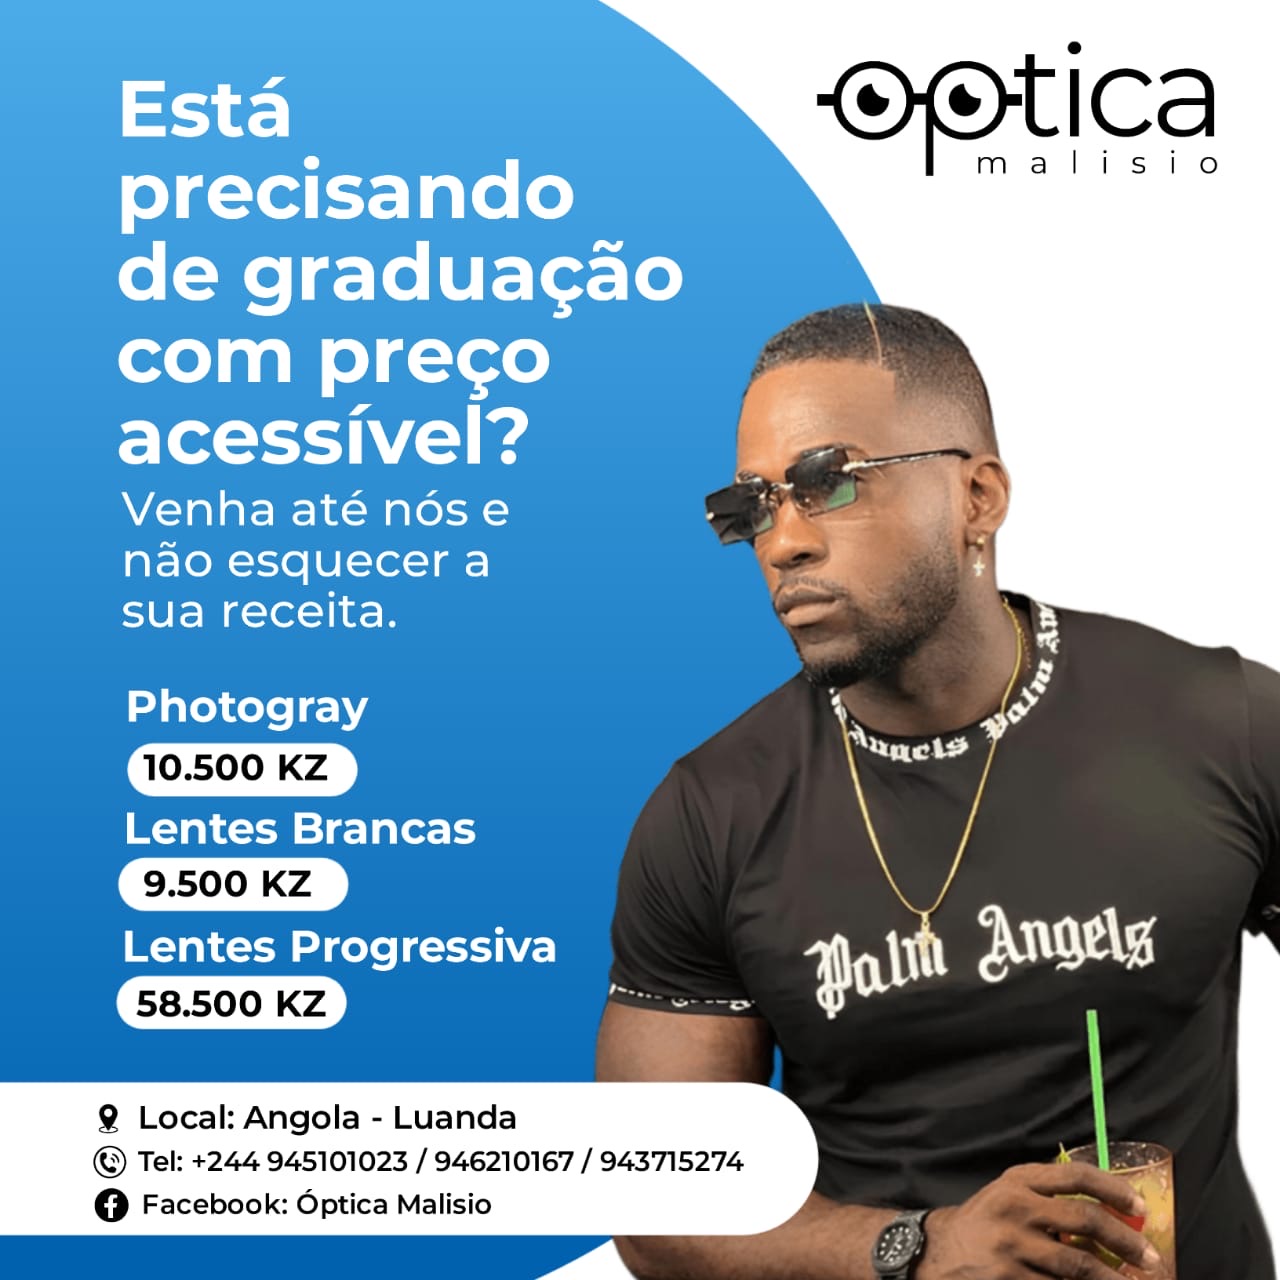 optica
malisio
Está
precisando
de graduação
com preço
acessível?
Venha até nós e
não esquecer a
sua receita.
Photogray
10.500 KZ
Lentes Brancas
9.500 KZ
Lentes Progressiva
58.500 KZ
Angels Palm An
Palm Angels
Local: Angola - Luanda
Tel: +244 945101023 / 946210167 / 943715274
Facebook: Óptica Malisio